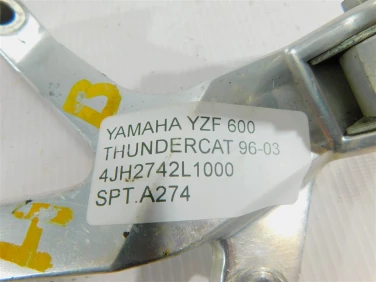 YAMAHA YZF 600
THUNDERCAT 96-03
4JH2742L1000
SPT.A274
B